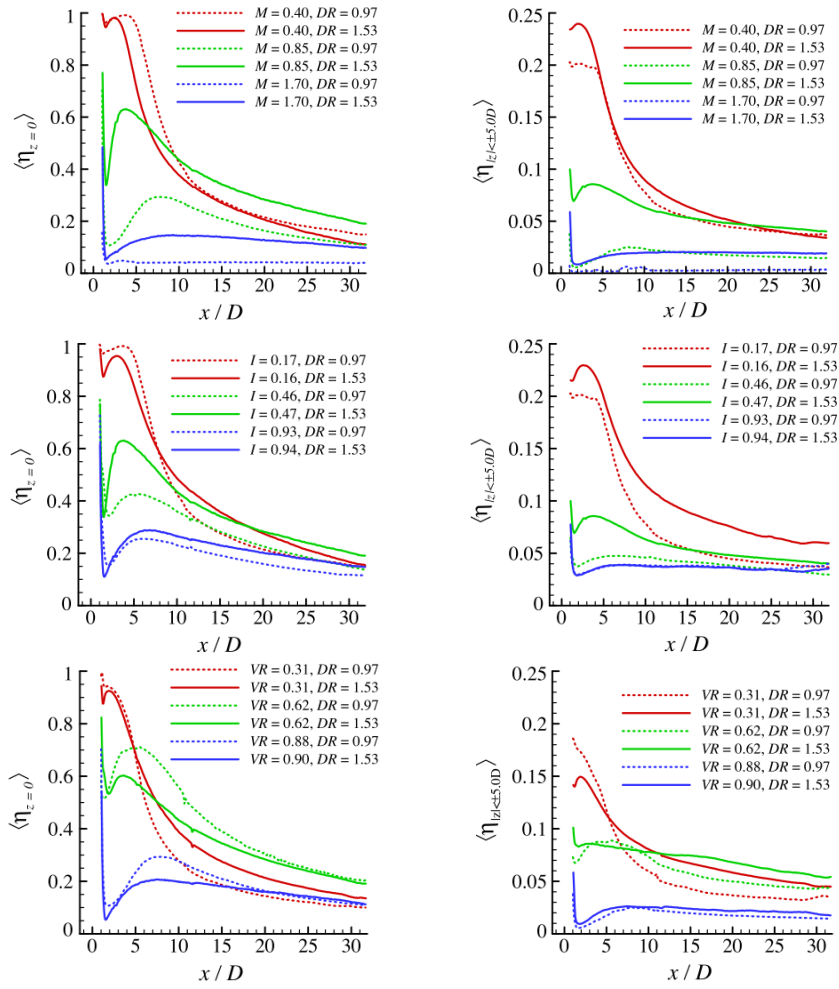 M = 0.40, DR = 0.97
M = 0.40, DR = 1.53
M = 0.85, DR = 0.97
M = 0.85, DR = 1.53
M = 1.70, DR = 0.97
M = 1.70, DR = 1.53
1
0.8
0.6
0.4
0.2
0
⟨η z = 0⟩
0 5 10 15 20 25 30
x / D
M = 0.40, DR = 0.97
M = 0.40, DR = 1.53
M = 0.85, DR = 0.97
M = 0.85, DR = 1.53
M = 1.70, DR = 0.97
M = 1.70, DR = 1.53
0.25
0.2
0.15
0.1
0.05
0
⟨η |z|<±5.0D⟩
0 5 10 15 20 25 30
x / D
I = 0.17, DR = 0.97
I = 0.16, DR = 1.53
I = 0.46, DR = 0.97
I = 0.47, DR = 1.53
I = 0.93, DR = 0.97
I = 0.94, DR = 1.53
1
0.8
0.6
0.4
0.2
0
⟨η z = 0⟩
0 5 10 15 20 25 30
x / D
I = 0.17, DR = 0.97
I = 0.16, DR = 1.53
I = 0.46, DR = 0.97
I = 0.47, DR = 1.53
I = 0.93, DR = 0.97
I = 0.94, DR = 1.53
0.25
0.2
0.15
0.1
0.05
0
⟨η |z|<±5.0D⟩
0 5 10 15 20 25 30
x / D
VR = 0.31, DR = 0.97
VR = 0.31, DR = 1.53
VR = 0.62, DR = 0.97
VR = 0.62, DR = 1.53
VR = 0.88, DR = 0.97
VR = 0.90, DR = 1.53
1
0.8
0.6
0.4
0.2
0
⟨η z = 0⟩
0 5 10 15 20 25 30
x / D
VR = 0.31, DR = 0.97
VR = 0.31, DR = 1.53
VR = 0.62, DR = 0.97
VR = 0.62, DR = 1.53
VR = 0.88, DR = 0.97
VR = 0.90, DR = 1.53
0.25
0.2
0.15
0.1
0.05
0
⟨η |z|<±5.0D⟩
0 5 10 15 20 25 30
x / D